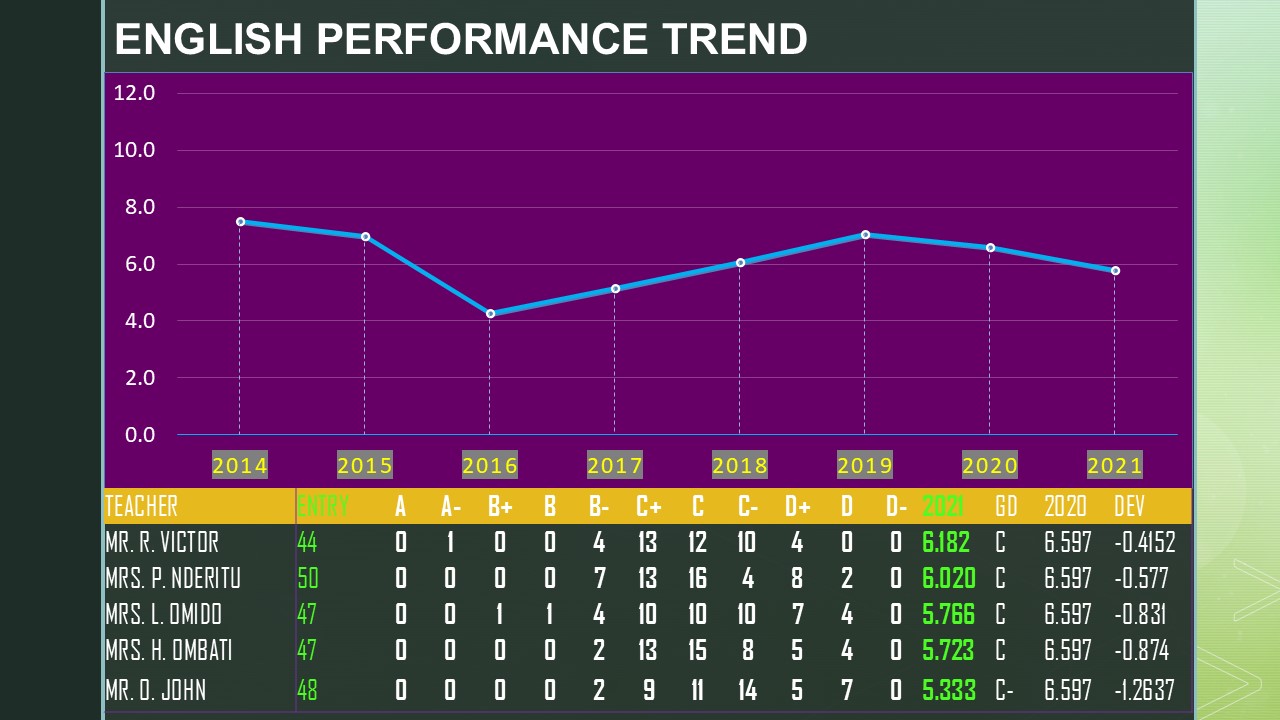 ENGLISH PERFORMANCE TREND
12.0
10.0
8.0
6.0
4.0
2.0
0.0
2014 2015 2016 2017 2018 2019 2020 2021
TEACHER ENTRY A A- B+ B B- C+ C C- D+ D D- 2021 GD 2020 DEV
MR. R. VICTOR 44 0 1 0 0 4 13 12 10 4 0 0 6.182 C 6.597 -0.4152
MRS. P. NDERITU 50 0 0 0 0 7 13 16 4 8 2 0 6.020 C 6.597 -0.577
MRS. L. OMIDO 47 0 0 1 1 4 10 10 10 7 4 0 5.766 C 6.597 -0.831
MRS. H. OMBATI 47 0 0 0 0 2 13 15 8 5 4 0 5.723 C 6.597 -0.874
MR. O. JOHN 48 0 0 0 0 2 9 11 14 5 7 0 5.333 C- 6.597 -1.2637